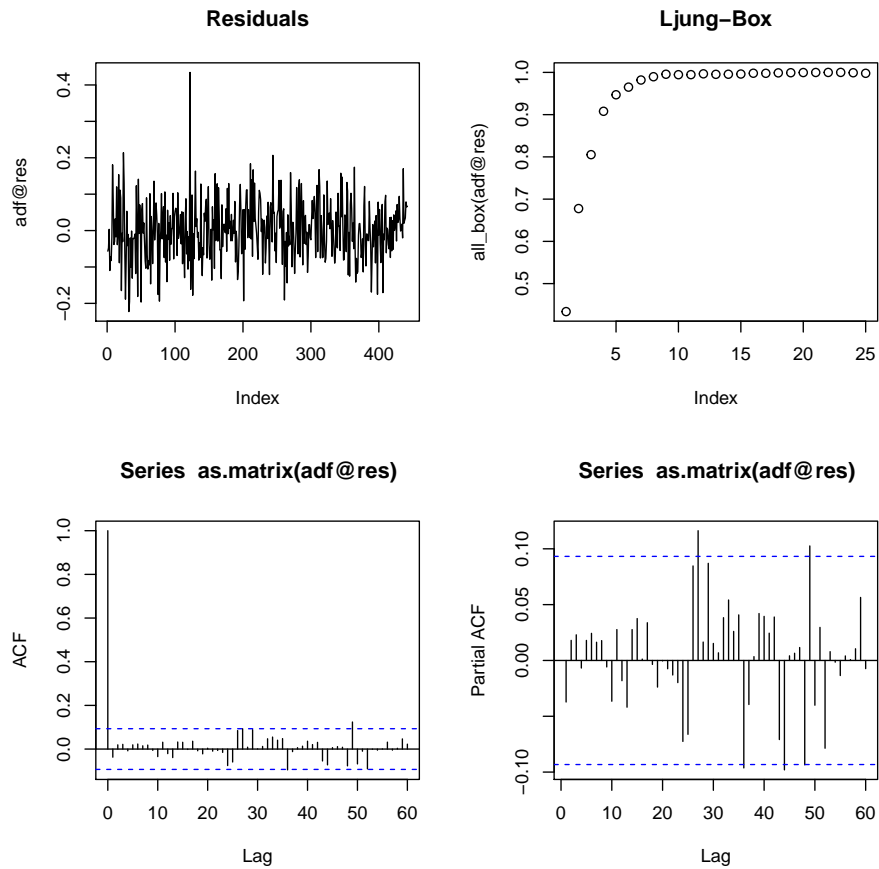 Residuals
adf@res
0.4
0.2
0.0
−0.2
0 100 200 300 400
Index
Ljung−Box
all_box(adf@res)
1.0
0.9
0.8
0.7
0.6
0.5
5 10 15 20 25
Index
Series as.matrix(adf@res)
ACF
1.0
0.8
0.6
0.4
0.2
0.0
0 10 20 30 40 50 60
Lag
Series as.matrix(adf@res)
Partial ACF
0.10
0.05
0.00
−0.10
0 10 20 30 40 50 60
Lag